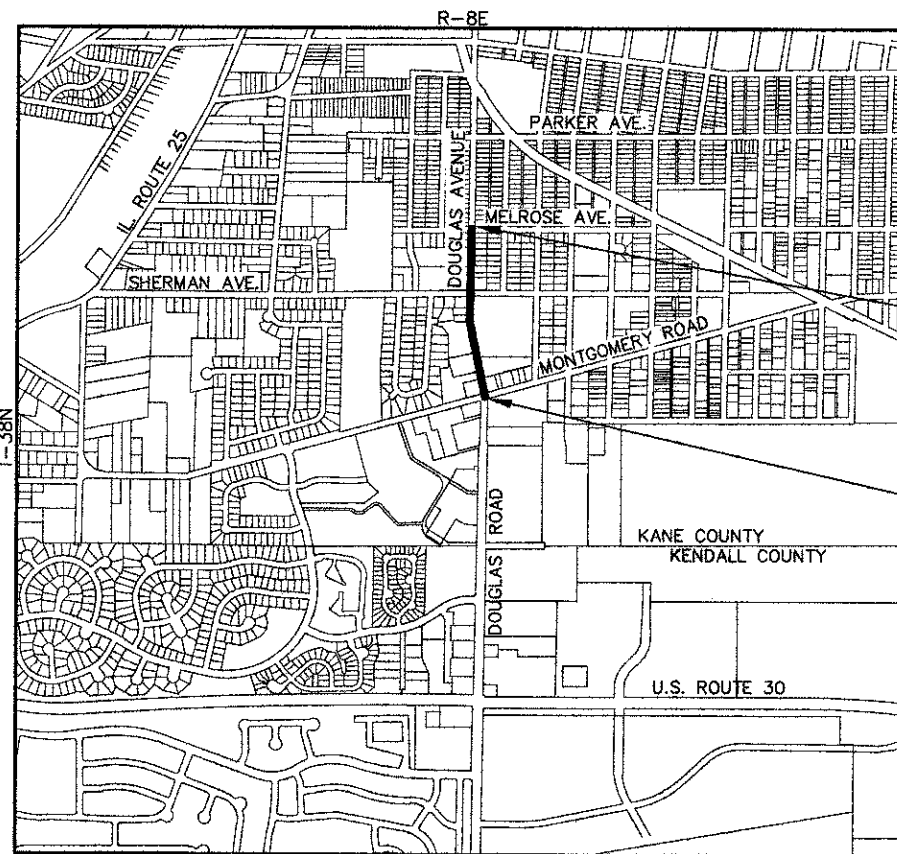 R-8E
PARKER AVE.
DOUGLAS AVENUE
IL. ROUTE 25
MELROSE AVE.
SHERMAN AVE.
MONTGOMERY ROAD
T-38N
DOUGLAS ROAD
KANE COUNTY
KENDALL COUNTY
U.S. ROUTE 30